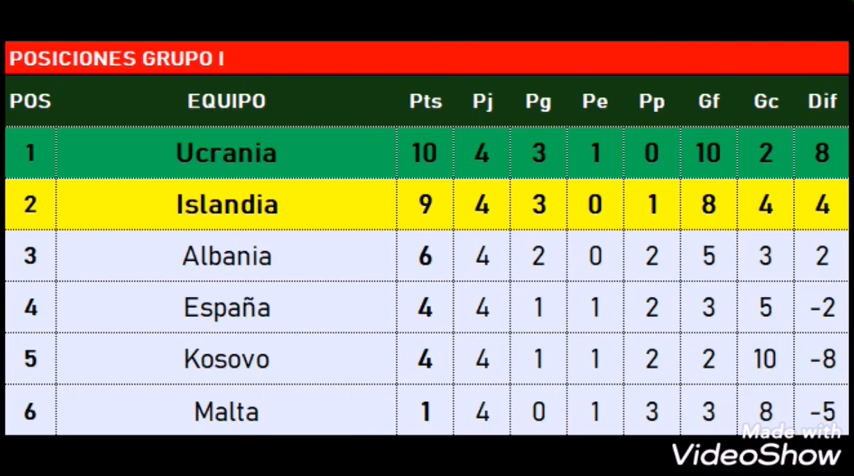 POSICIONES GRUPO I
POS EQUIPO Pts Pj Pg Pe Pp Gf Gc Dif
1 Ucrania 10 4 3 1 0 10 2 8
2 Islandia 9 4 3 0 1 8 4 4
3 Albania 6 4 2 0 2 5 3 2
4 España 4 4 1 1 2 3 5 -2
5 Kosovo 4 4 1 1 2 2 10 -8
6 Malta 1 4 0 1 3 3 8 -5
Made with
VideoShow